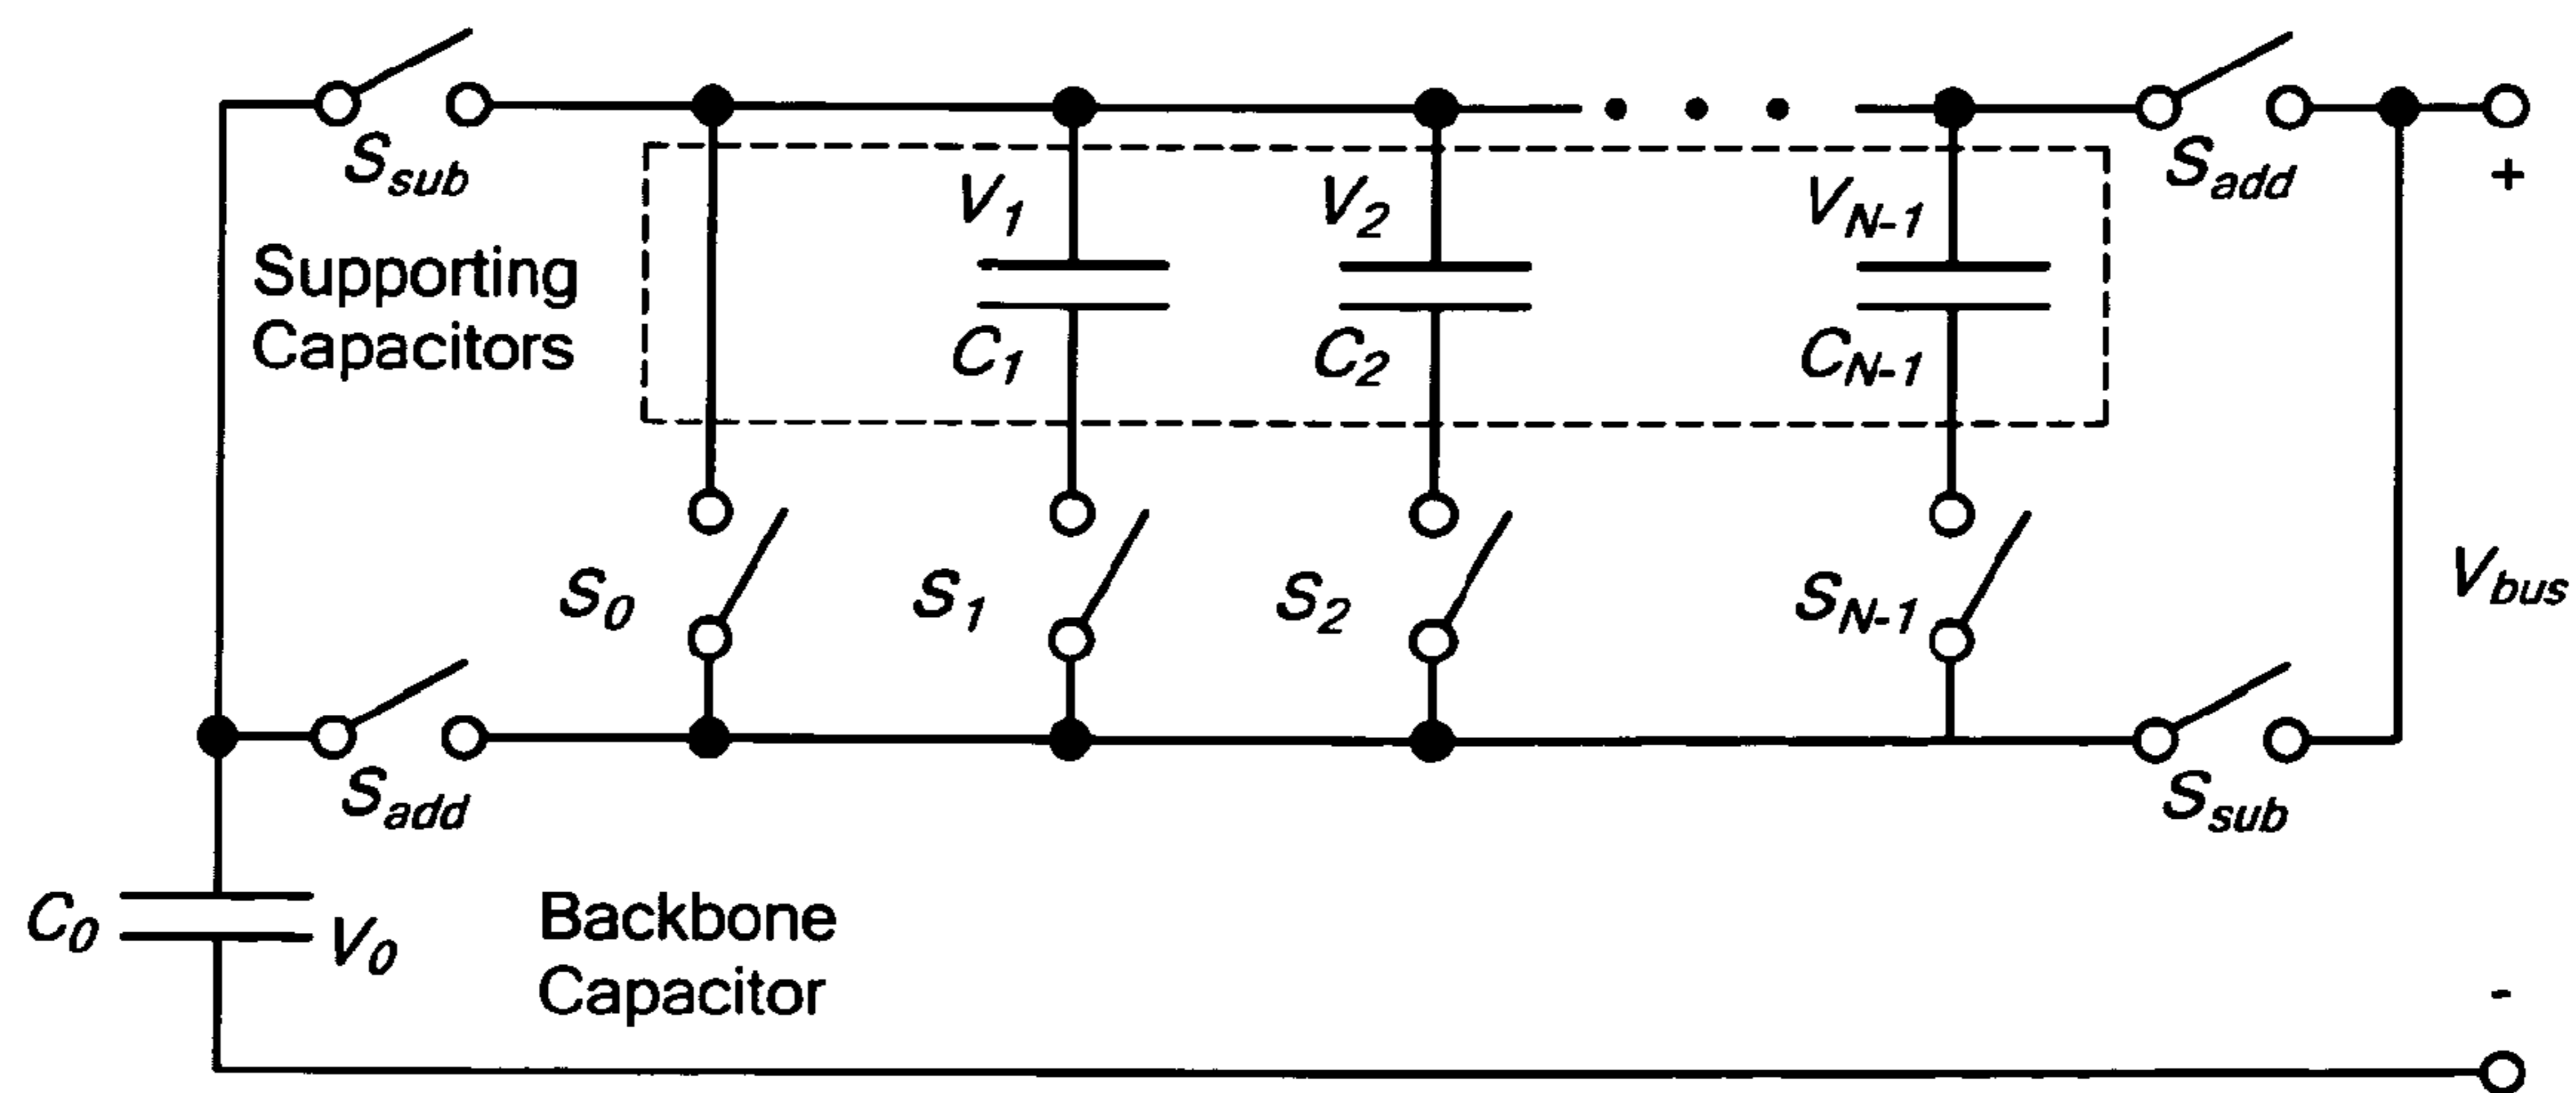 S_sub
S_add
+
V_1
V_2
V_N-1
Supporting
Capacitors
C_1
C_2
C_N-1
S_0
S_1
S_2
S_N-1
V_bus
S_add
S_sub
C_0
V_0
Backbone
Capacitor
-